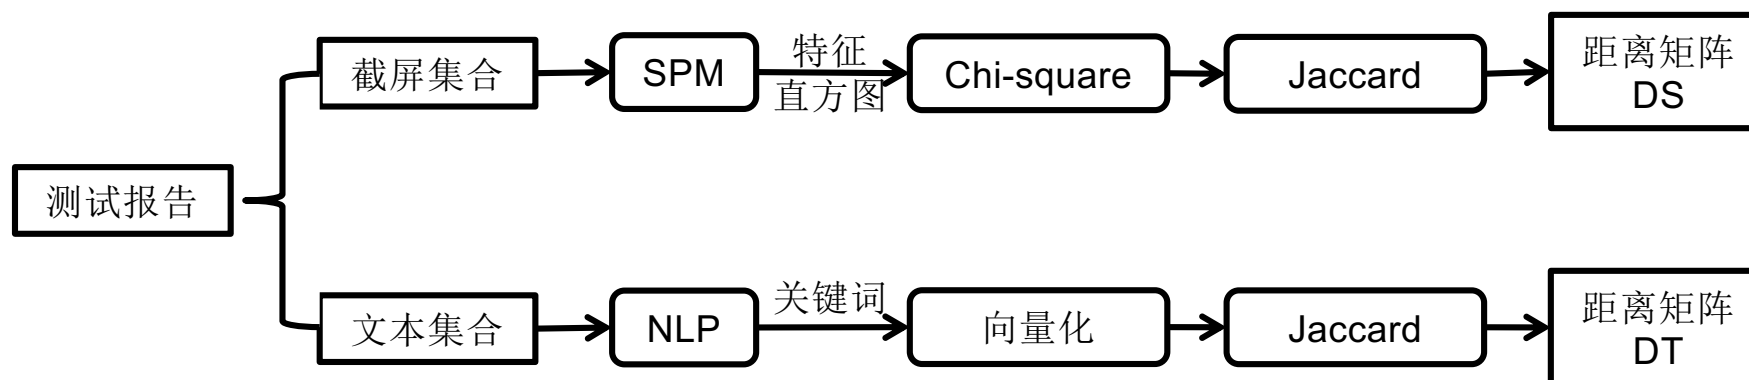 测试报告
截屏集合
SPM
特征
直方图
Chi-square
Jaccard
距离矩阵
DS
文本集合
NLP
关键词
向量化
Jaccard
距离矩阵
DT